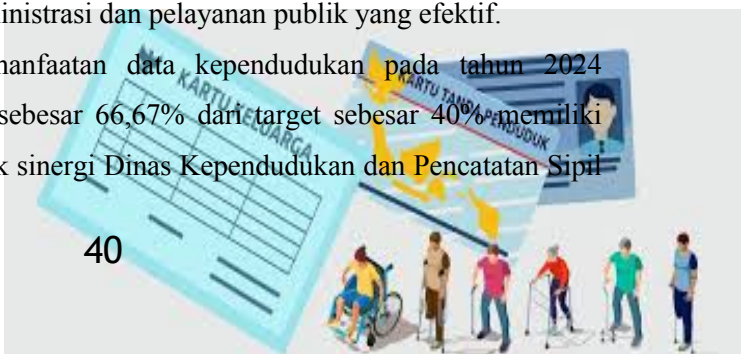 ministrasi dan pelayanan publik yang efektif.
nanfaatan data kependudukan pada tahun 2024
sebesar 66,67% dari target sebesar 40% memiliki
k sinergi Dinas Kependudukan dan Pencatatan Sipil
KARTU KELUARGA
KARTU TANDA PENDUDUK
40